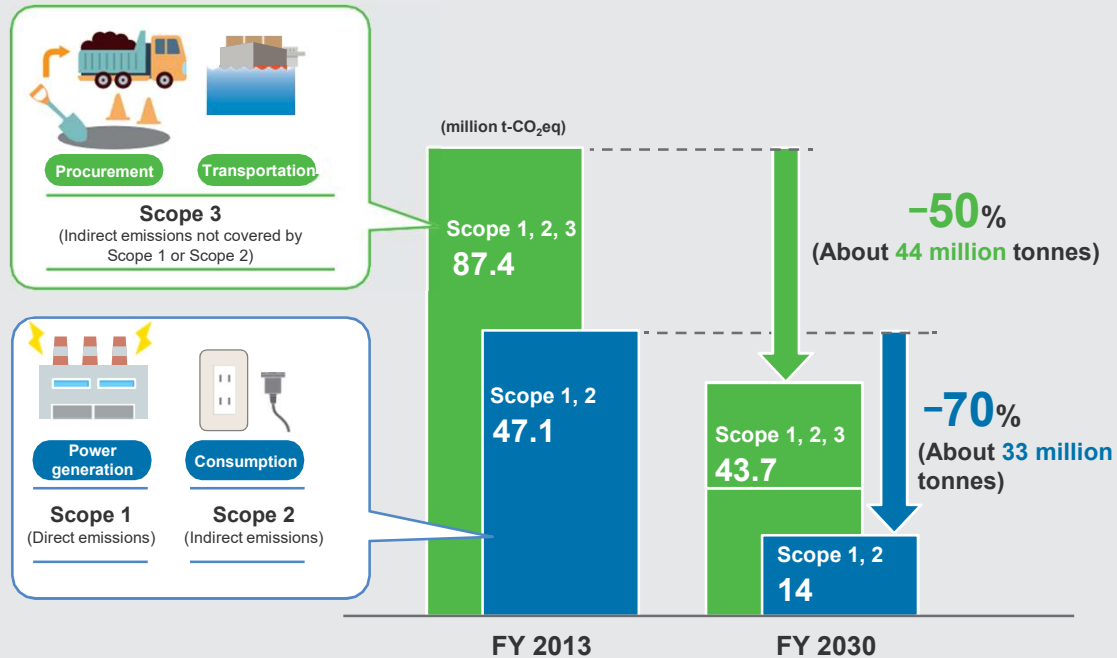 Procurement
Transportation
Scope 3
(Indirect emissions not covered by
Scope 1 or Scope 2)
Power
generation
Consumption
Scope 1
(Direct emissions)
Scope 2
(Indirect emissions)
(million t-CO₂eq)
Scope 1, 2, 3
87.4
Scope 1, 2
47.1
Scope 1, 2, 3
43.7
Scope 1, 2
14
−50%
(About 44 million tonnes)
−70%
(About 33 million
tonnes)
FY 2013
FY 2030